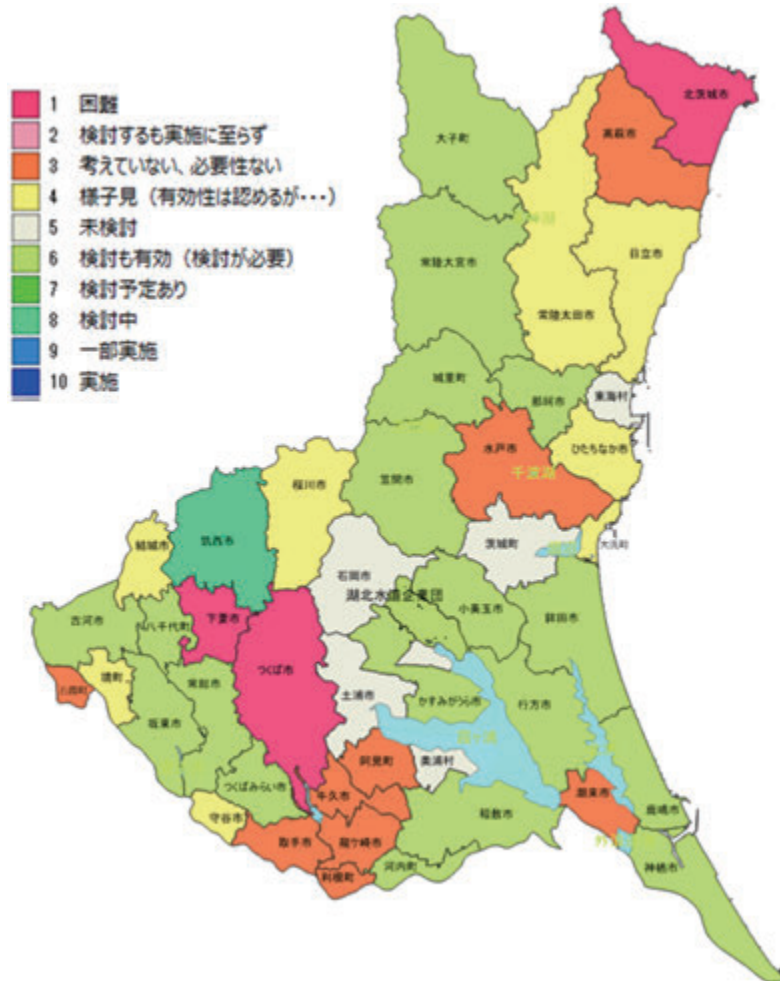 1 困難
2 検討するも実施に至らず
3 考えていない、必要性ない
4 様子見（有効性は認めるが・・・）
5 未検討
6 検討も有効（検討が必要）
7 検討予定あり
8 検討中
9 一部実施
10 実施
北茨城市
高萩市
大子町
日立市
常陸大宮市
常陸太田市
城里町
那珂市
東海村
水戸市
ひたちなか市
千波湖
笠間市
桜川市
筑西市
結城市
茨城町
大洗町
石岡市
湖北水道企業団
小美玉市
鉾田市
古河市
八千代町
下妻市
つくば市
土浦市
かすみがうら市
行方市
境町
常総市
坂東市
阿見町
美浦村
つくばみらい市
牛久市
稲敷市
潮来市
鹿嶋市
守谷市
取手市
龍ケ崎市
河内町
利根町
神栖市